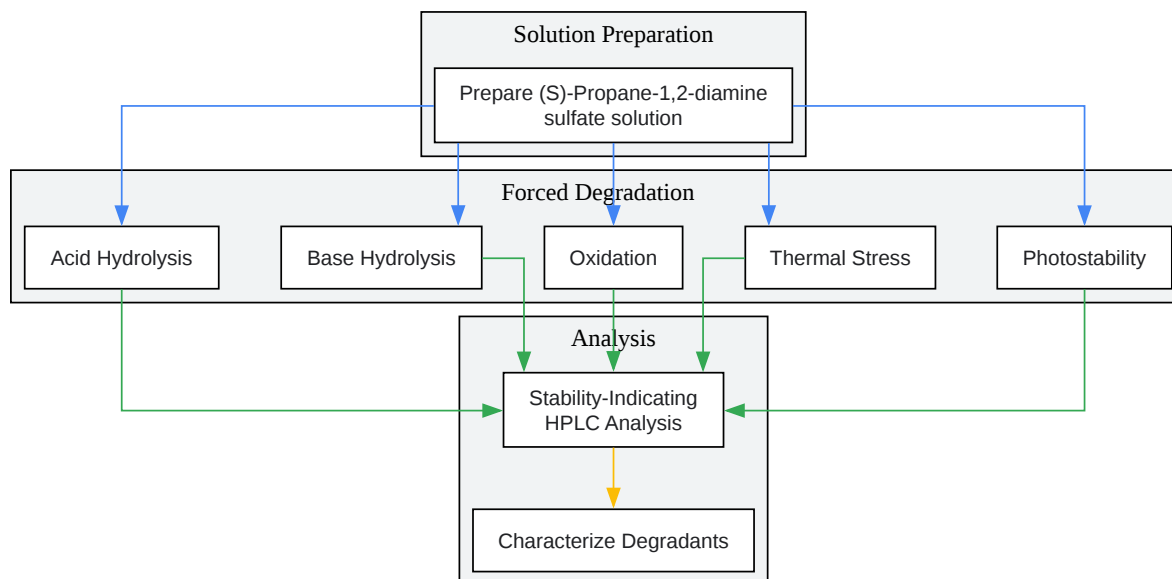 Solution Preparation
Prepare (S)-Propane-1,2-diamine
sulfate solution
Forced Degradation
Acid Hydrolysis
Base Hydrolysis
Oxidation
Thermal Stress
Photostability
Analysis
Stability-Indicating
HPLC Analysis
Characterize Degradants